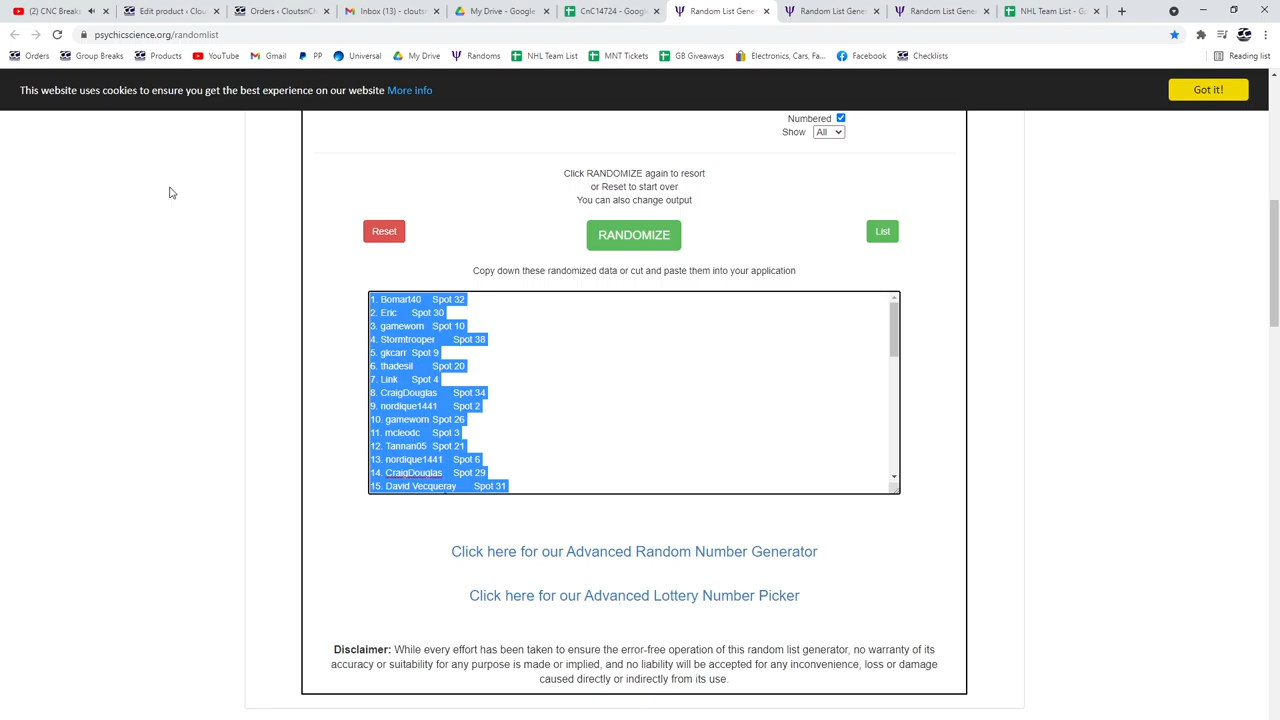 (2) CNC Break
Edit product ‹ Clou
Orders ‹ CloutsnC
Inbox (13) - clouts
My Drive - Google
CnC14724 - Google
Random List Gene
Random List Gener
Random List Gener
NHL Team List - Go
psychicscience.org/randomlist
Orders
Group Breaks
Products
YouTube
Gmail
PP
Universal
My Drive
Randoms
NHL Team List
MNT Tickets
GB Giveaways
Electronics, Cars, Fa...
Facebook
Checklists
Reading list
This website uses cookies to ensure you get the best experience on our website More info
Got it!
Numbered
Show All
Click RANDOMIZE again to resort
or Reset to start over
You can also change output
Reset
RANDOMIZE
List
Copy down these randomized data or cut and paste them into your application
1. Bomart40 Spot 32
2. Eric Spot 30
3. gameworn Spot 10
4. Stormtrooper Spot 38
5. gkcarr Spot 9
6. thadesil Spot 20
7. Link Spot 4
8. CraigDouglas Spot 34
9. nordique1441 Spot 2
10. gameworn Spot 26
11. mcleodc Spot 3
12. Tannan05 Spot 21
13. nordique1441 Spot 6
14. CraigDouglas Spot 29
15. David Vecqueray Spot 31
Click here for our Advanced Random Number Generator
Click here for our Advanced Lottery Number Picker
Disclaimer: While every effort has been taken to ensure the error-free operation of this random list generator, no warranty of its
accuracy or suitability for any purpose is made or implied, and no liability will be accepted for any inconvenience, loss or damage
caused directly or indirectly from its use.